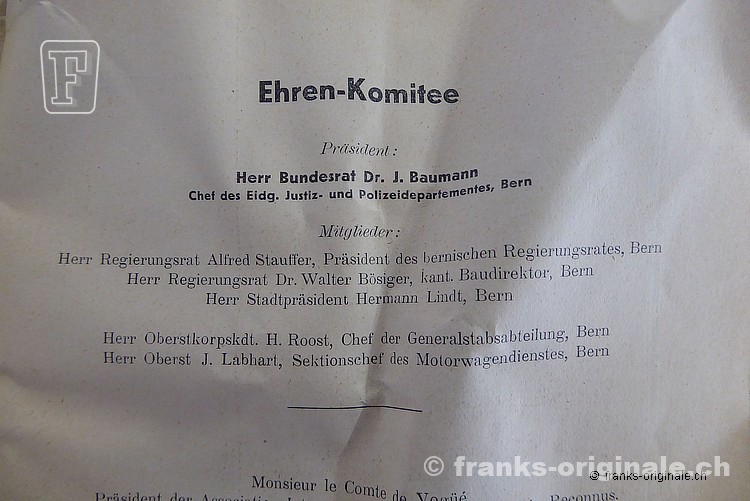 F
Ehren-Komitee
Präsident:
Herr Bundesrat Dr. J. Baumann
Chef des Eidg. Justiz- und Polizeidepartementes, Bern
Mitglieder:
Herr Regierungsrat Alfred Stauffer, Präsident des bernischen Regierungsrates, Bern
Herr Regierungsrat Dr. Walter Bösiger, kant. Baudirektor, Bern
Herr Stadtpräsident Hermann Lindt, Bern
Herr Oberstkorpskdt. H. Roost, Chef der Generalstabsabteilung, Bern
Herr Oberst J. Labhart, Sektionschef des Motorwagendienstes, Bern
© franks-originale.ch
© franks-originale.ch
Monsieur le Comte de Vogüé
Président de Reconnus,